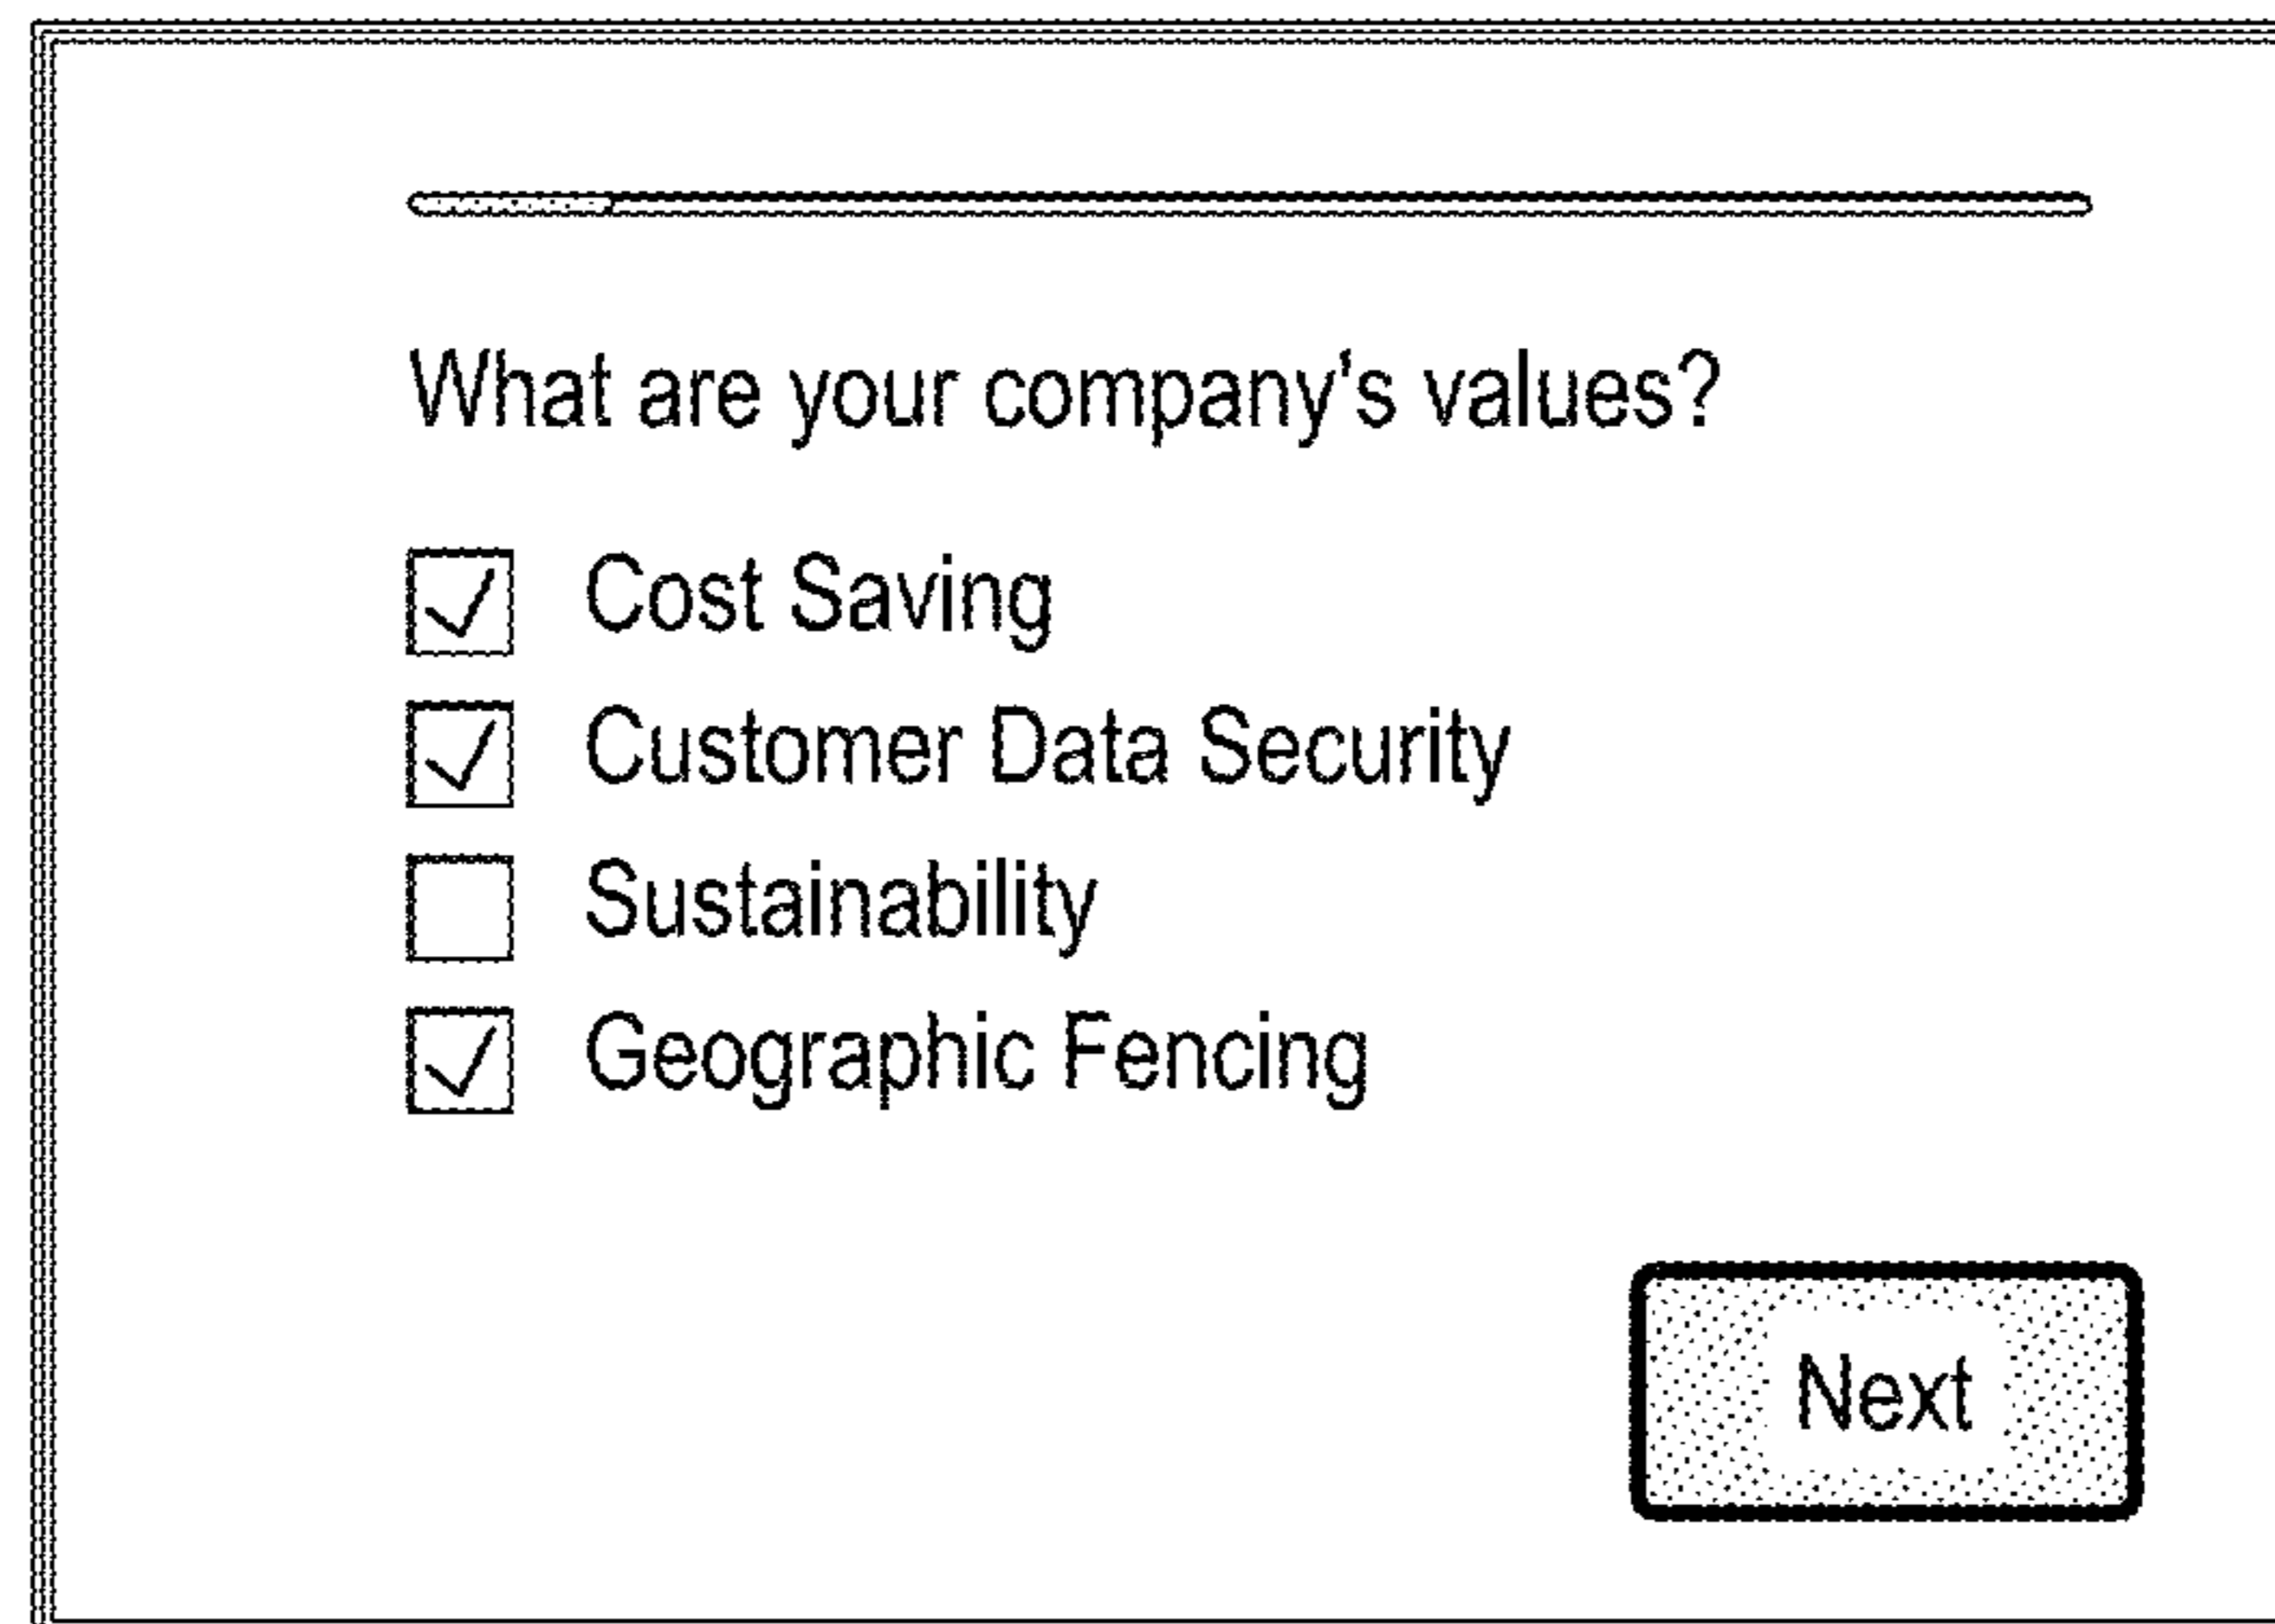 What are your company's values?
Cost Saving
Customer Data Security
Sustainability
Geographic Fencing
Next